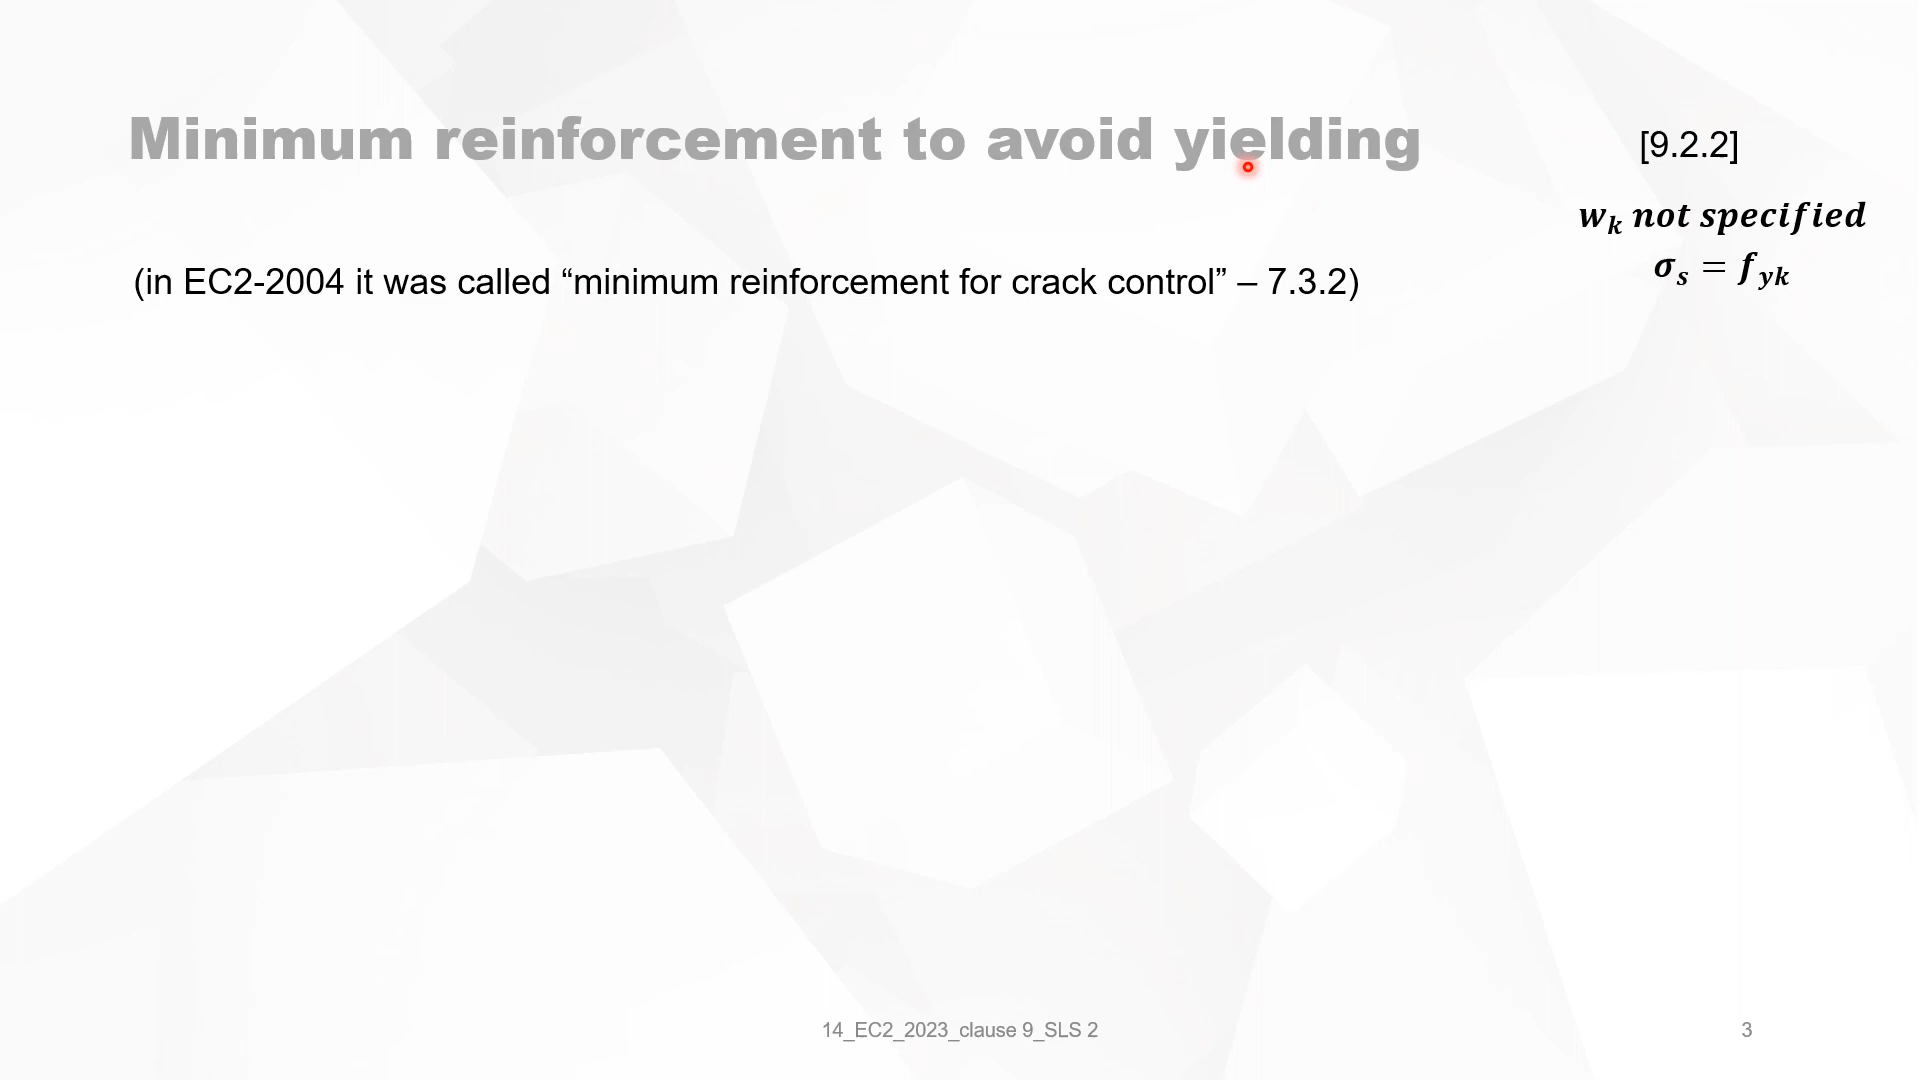 Minimum reinforcement to avoid yielding
[9.2.2]
w_k not specified
(in EC2-2004 it was called “minimum reinforcement for crack control” – 7.3.2)
σ_s = f_yk
14_EC2_2023_clause 9_SLS 2
3